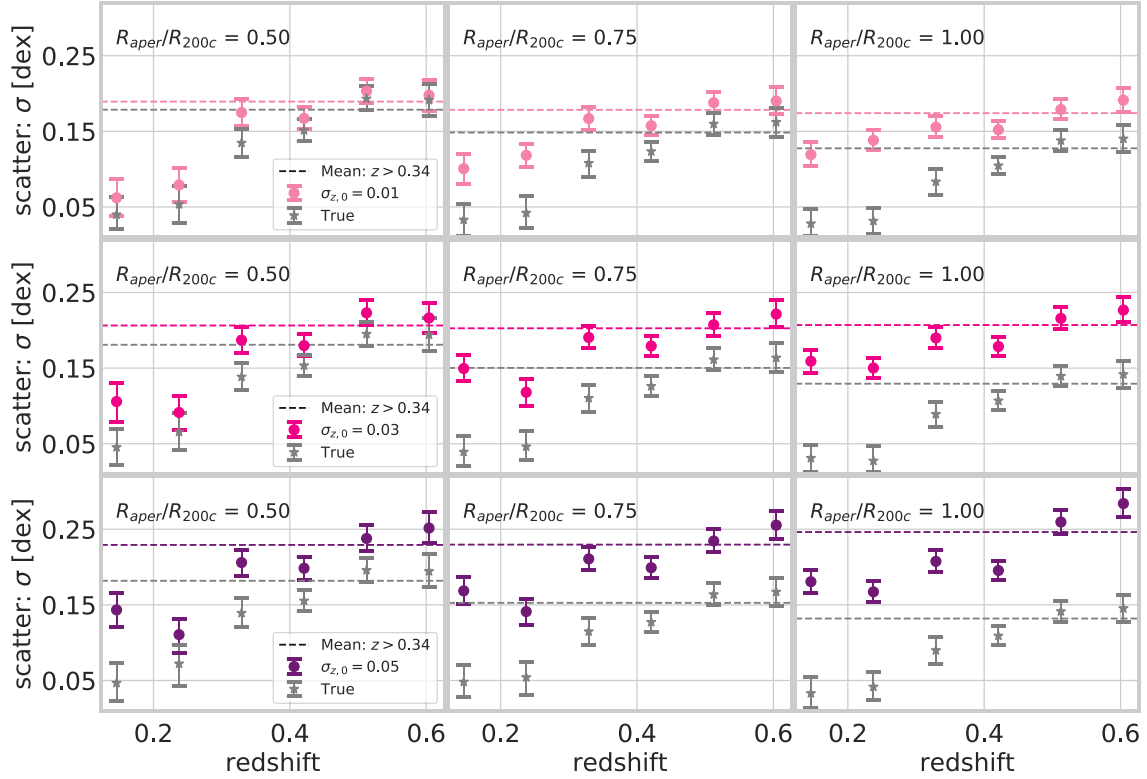 R_aper/R_200c = 0.50
R_aper/R_200c = 0.75
R_aper/R_200c = 1.00
scatter: σ [dex]
0.25
0.15
0.05
Mean: z > 0.34
σ_z,0 = 0.01
True
R_aper/R_200c = 0.50
R_aper/R_200c = 0.75
R_aper/R_200c = 1.00
scatter: σ [dex]
0.25
0.15
0.05
Mean: z > 0.34
σ_z,0 = 0.03
True
R_aper/R_200c = 0.50
R_aper/R_200c = 0.75
R_aper/R_200c = 1.00
scatter: σ [dex]
0.25
0.15
0.05
Mean: z > 0.34
σ_z,0 = 0.05
True
0.2 0.4 0.6
0.2 0.4 0.6
0.2 0.4 0.6
redshift
redshift
redshift